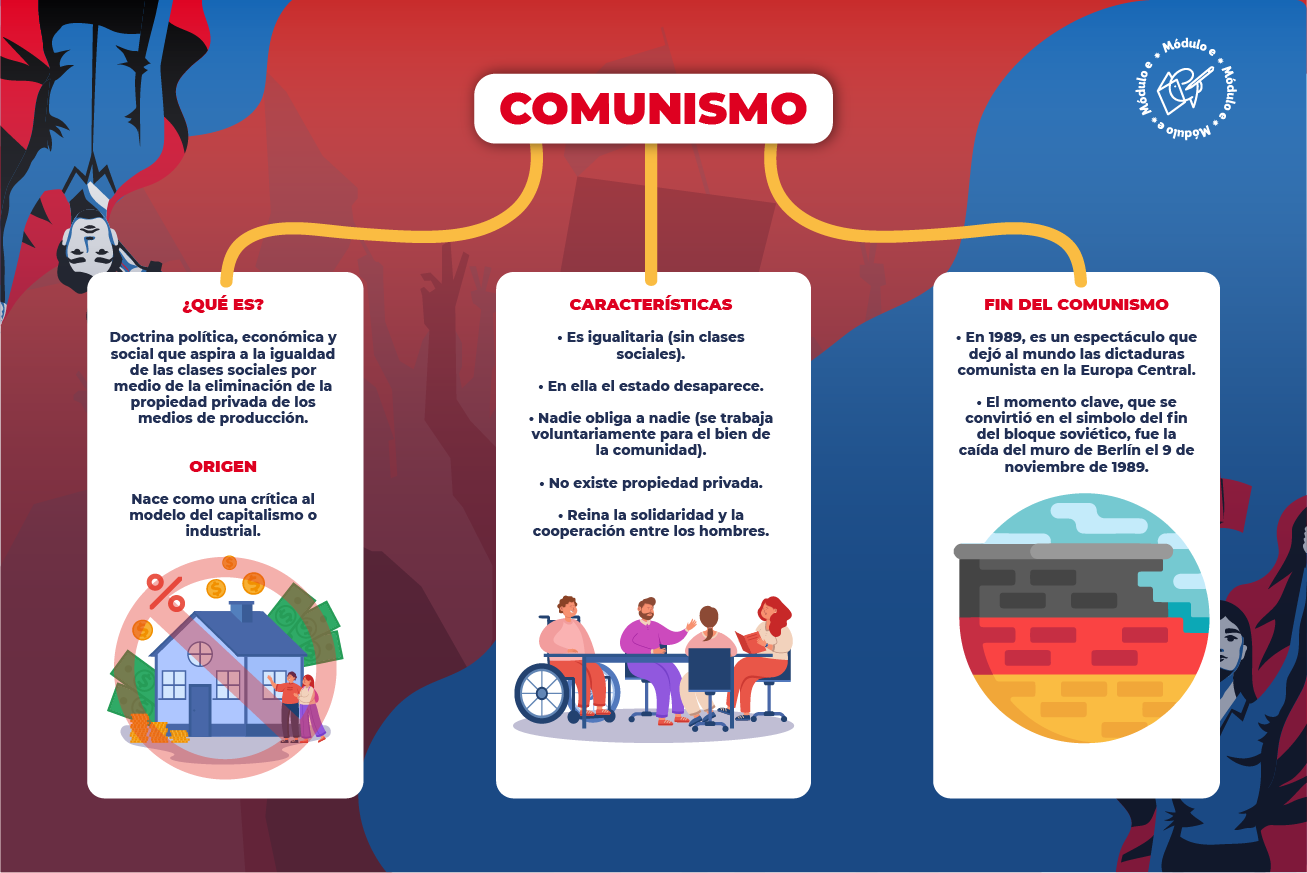 COMUNISMO
* Módulo e * Módulo e * Módulo e * Módulo e
¿QUÉ ES?
Doctrina política, económica y
social que aspira a la igualdad
de las clases sociales por
medio de la eliminación de la
propiedad privada de los
medios de producción.
ORIGEN
Nace como una crítica al
modelo del capitalismo o
industrial.
CARACTERÍSTICAS
• Es igualitaria (sin clases
sociales).
• En ella el estado desaparece.
• Nadie obliga a nadie (se trabaja
voluntariamente para el bien de
la comunidad).
• No existe propiedad privada.
• Reina la solidaridad y la
cooperación entre los hombres.
FIN DEL COMUNISMO
• En 1989, es un espectáculo que
dejó al mundo las dictaduras
comunista en la Europa Central.
• El momento clave, que se
convirtió en el simbolo del fin
del bloque soviético, fue la
caída del muro de Berlín el 9 de
noviembre de 1989.